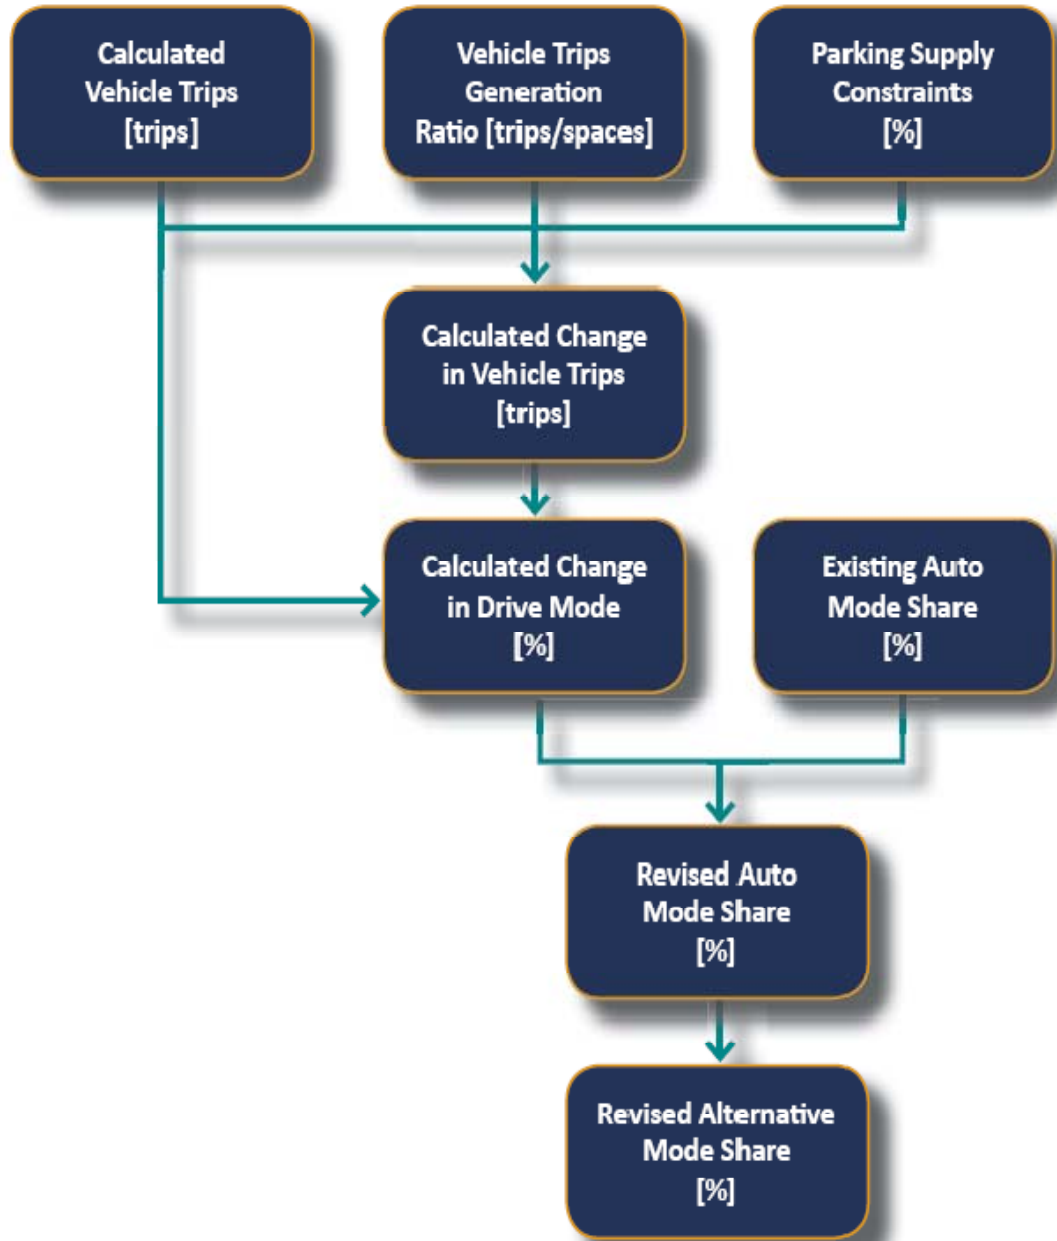 Calculated
Vehicle Trips
[trips]
Vehicle Trips
Generation
Ratio [trips/spaces]
Parking Supply
Constraints
[%]
Calculated Change
in Vehicle Trips
[trips]
Calculated Change
in Drive Mode
[%]
Existing Auto
Mode Share
[%]
Revised Auto
Mode Share
[%]
Revised Alternative
Mode Share
[%]